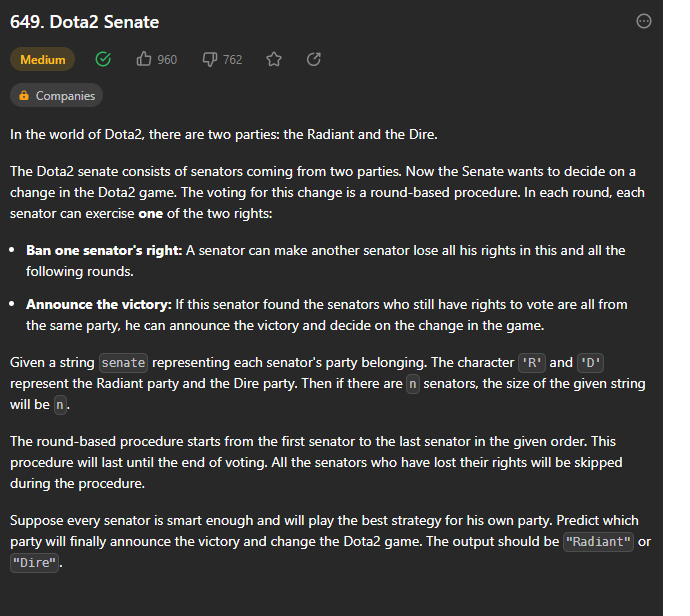 649. Dota2 Senate
Medium 960 762
Companies
In the world of Dota2, there are two parties: the Radiant and the Dire.
The Dota2 senate consists of senators coming from two parties. Now the Senate wants to decide on a
change in the Dota2 game. The voting for this change is a round-based procedure. In each round, each
senator can exercise one of the two rights:
• Ban one senator's right: A senator can make another senator lose all his rights in this and all the
following rounds.
• Announce the victory: If this senator found the senators who still have rights to vote are all from
the same party, he can announce the victory and decide on the change in the game.
Given a string senate representing each senator's party belonging. The character 'R' and 'D'
represent the Radiant party and the Dire party. Then if there are n senators, the size of the given string
will be n.
The round-based procedure starts from the first senator to the last senator in the given order. This
procedure will last until the end of voting. All the senators who have lost their rights will be skipped
during the procedure.
Suppose every senator is smart enough and will play the best strategy for his own party. Predict which
party will finally announce the victory and change the Dota2 game. The output should be "Radiant" or
"Dire".